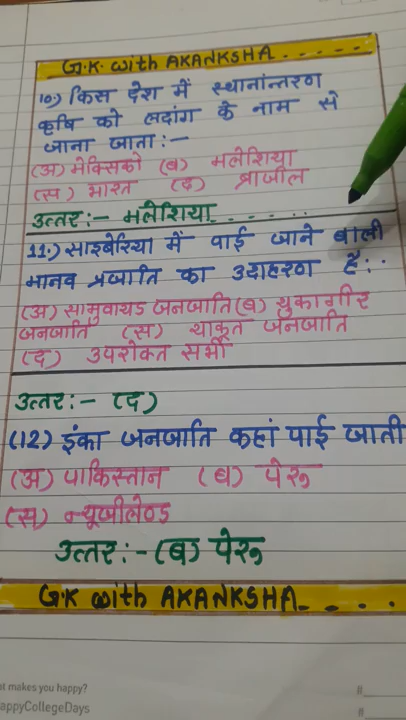 G.K. with AKANKSHA. . . . . .
10.) किस देश में स्थानांतरण
कृषि को लदांग के नाम से
जाना जाता :-
(अ) मेक्सिको (ब) मलेशिया
(स) भारत (द) ब्राजील
उत्तर:- मलेशिया. . . . . .
11.) साइबेरिया में पाई जाने वाली
मानव प्रजाति का उदाहरण है:.
(अ) सामुवायड जनजाति (ब) युकागीर
जनजाति (स) याकूत जनजाति
(द) उपरोक्त सभी
उत्तर:- (द)
(12) इंका जनजाति कहां पाई जाती
(अ) पाकिस्तान (ब) पेरू
(स) न्यूजीलैण्ड
उत्तर:- (ब) पेरू
G.K with AKANKSHA. . . . .
at makes you happy?
appyCollegeDays
#
#